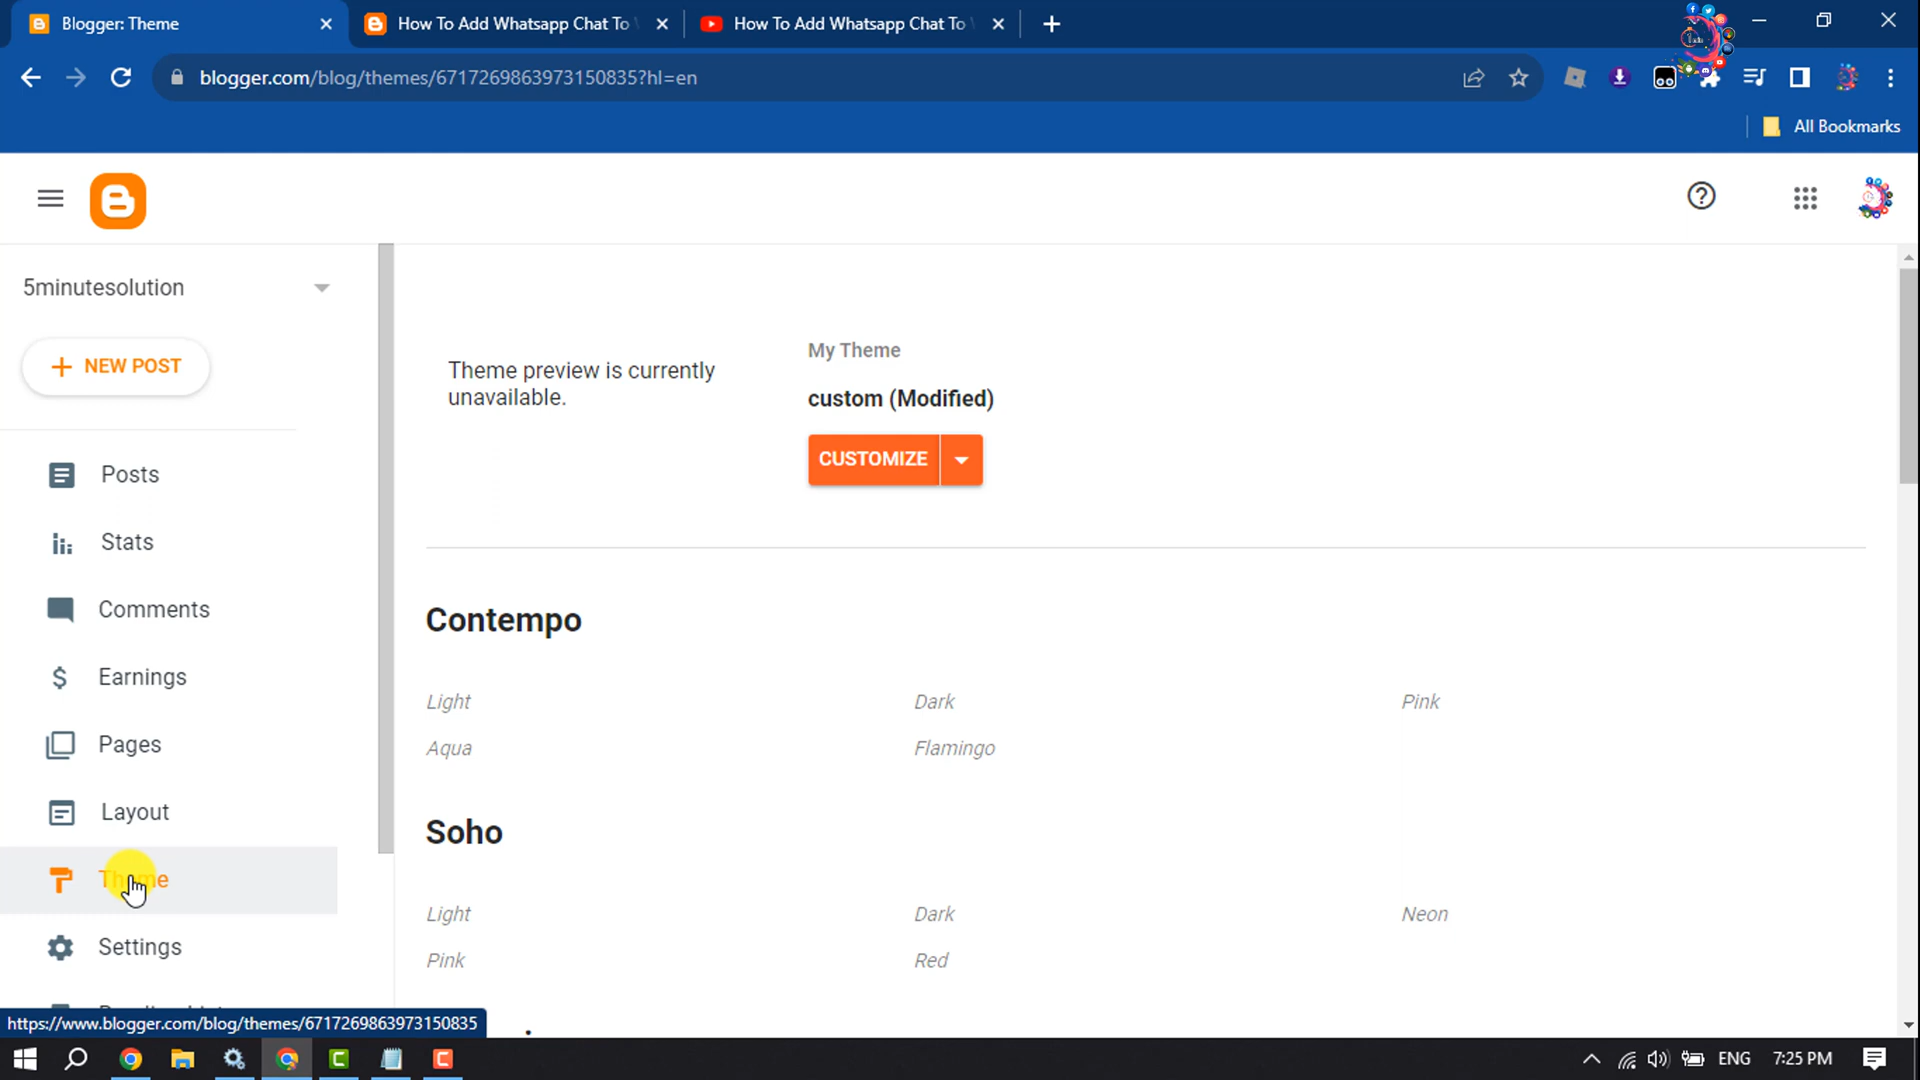 Blogger: Theme
How To Add Whatsapp Chat To
How To Add Whatsapp Chat To
blogger.com/blog/themes/6717269863973150835?hl=en
All Bookmarks
5minutesolution
NEW POST
Theme preview is currently
unavailable.
My Theme
custom (Modified)
CUSTOMIZE
Posts
Stats
Comments
Earnings
Pages
Layout
Theme
Settings
Contempo
Light
Dark
Pink
Aqua
Flamingo
Soho
Light
Dark
Neon
Pink
Red
https://www.blogger.com/blog/themes/6717269863973150835
ENG
7:25 PM